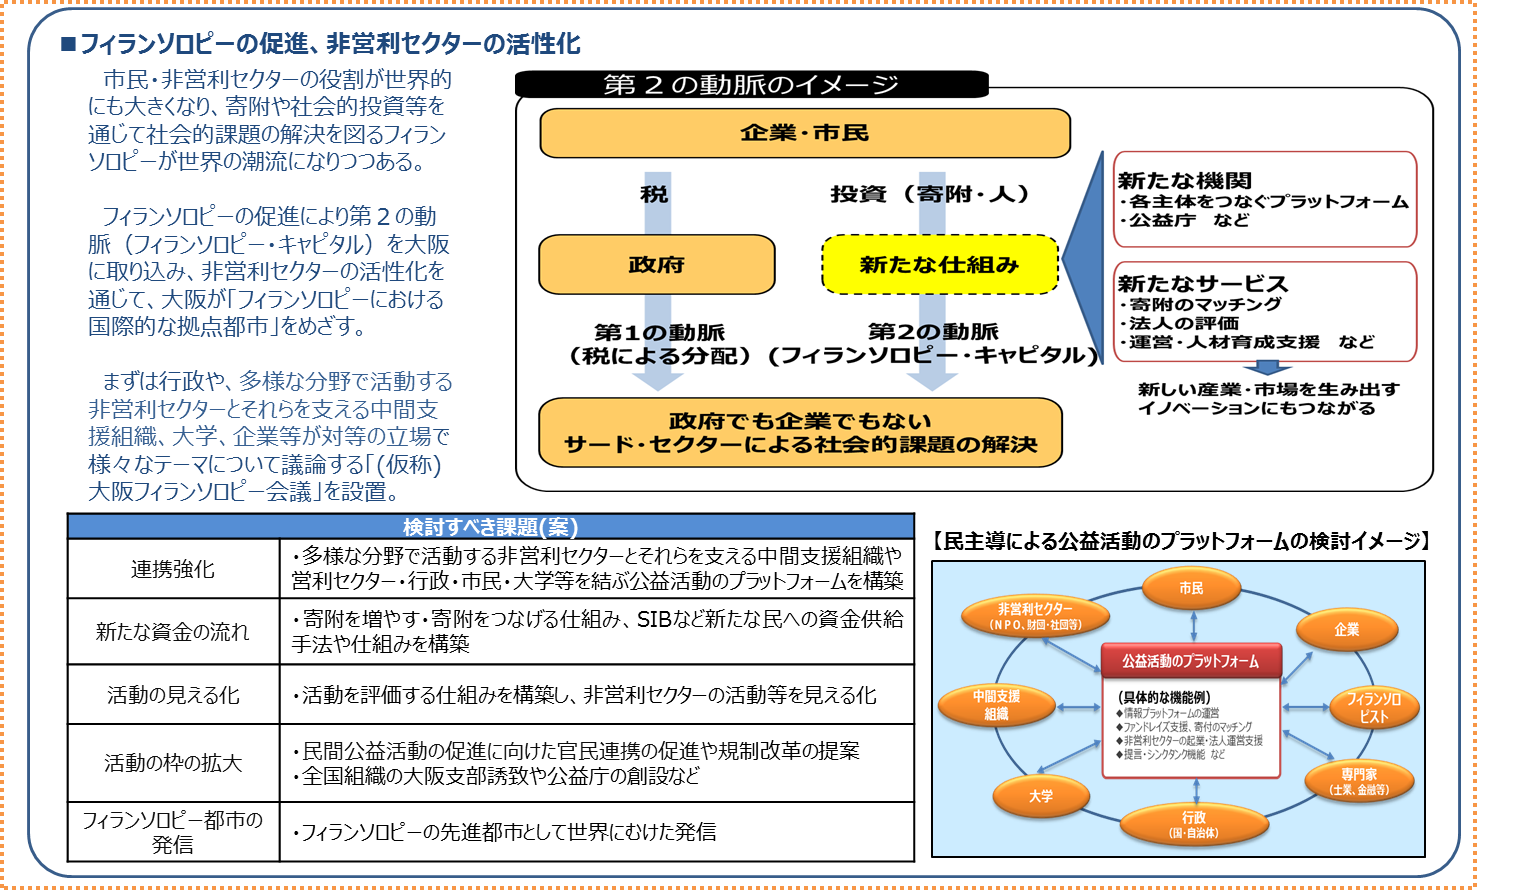 ■フィランソロピーの促進、非営利セクターの活性化
市民・非営利セクターの役割が世界的
にも大きくなり、寄附や社会的投資等を
通じて社会的課題の解決を図るフィラン
ソロピーが世界の潮流になりつつある。
フィランソロピーの促進により第２の動
脈（フィランソロピー・キャピタル）を大阪
に取り込み、非営利セクターの活性化を
通じて、大阪が「フィランソロピーにおける
国際的な拠点都市」をめざす。
まずは行政や、多様な分野で活動する
非営利セクターとそれらを支える中間支
援組織、大学、企業等が対等の立場で
様々なテーマについて議論する「(仮称)
大阪フィランソロピー会議」を設置。
第２の動脈のイメージ
企業・市民
税
投資（寄附・人）
政府
新たな仕組み
第1の動脈
（税による分配）
第2の動脈
（フィランソロピー・キャピタル）
政府でも企業でもない
サード・セクターによる社会的課題の解決
新たな機関
・各主体をつなぐプラットフォーム
・公益庁　など
新たなサービス
・寄附のマッチング
・法人の評価
・運営・人材育成支援　など
新しい産業・市場を生み出す
イノベーションにもつながる
検討すべき課題(案)
連携強化
・多様な分野で活動する非営利セクターとそれらを支える中間支援組織や
営利セクター・行政・市民・大学等を結ぶ公益活動のプラットフォームを構築
新たな資金の流れ
・寄附を増やす・寄附をつなげる仕組み、SIBなど新たな民への資金供給
手法や仕組みを構築
活動の見える化
・活動を評価する仕組みを構築し、非営利セクターの活動等を見える化
活動の枠の拡大
・民間公益活動の促進に向けた官民連携の促進や規制改革の提案
・全国組織の大阪支部誘致や公益庁の創設など
フィランソロピー都市の
発信
・フィランソロピーの先進都市として世界にむけた発信
【民主導による公益活動のプラットフォームの検討イメージ】
市民
非営利セクター
（ＮＰＯ、財団・社団等）
企業
中間支援
組織
フィランソロ
ピスト
大学
専門家
（士業、金融等）
行政
（国・自治体）
公益活動のプラットフォーム
（具体的な機能例）
◆情報プラットフォームの運営
◆ファンドレイズ支援、寄付のマッチング
◆非営利セクターの起業・法人運営支援
◆提言・シンクタンク機能　など